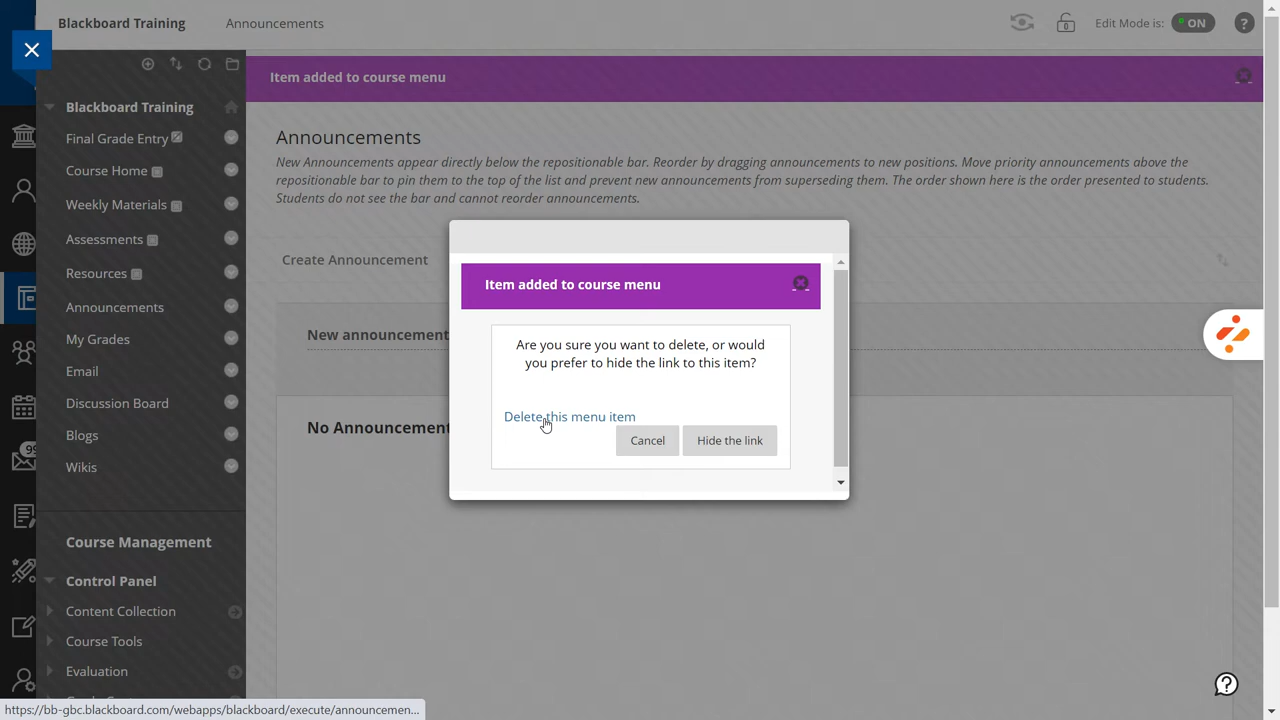 Blackboard Training
Announcements
Edit Mode is:
ON
?
Item added to course menu
Blackboard Training
Final Grade Entry
Course Home
Weekly Materials
Assessments
Resources
Announcements
My Grades
Email
Discussion Board
Blogs
Wikis
Course Management
Control Panel
Content Collection
Course Tools
Evaluation
99
Announcements
New Announcements appear directly below the repositionable bar. Reorder by dragging announcements to new positions. Move priority announcements above the
repositionable bar to pin them to the top of the list and prevent new announcements from superseding them. The order shown here is the order presented to students.
Students do not see the bar and cannot reorder announcements.
Create Announcement
New announcement
No Announcement
Item added to course menu
Are you sure you want to delete, or would
you prefer to hide the link to this item?
Delete this menu item
Cancel
Hide the link
?
https://bb-gbc.blackboard.com/webapps/blackboard/execute/announcemen...